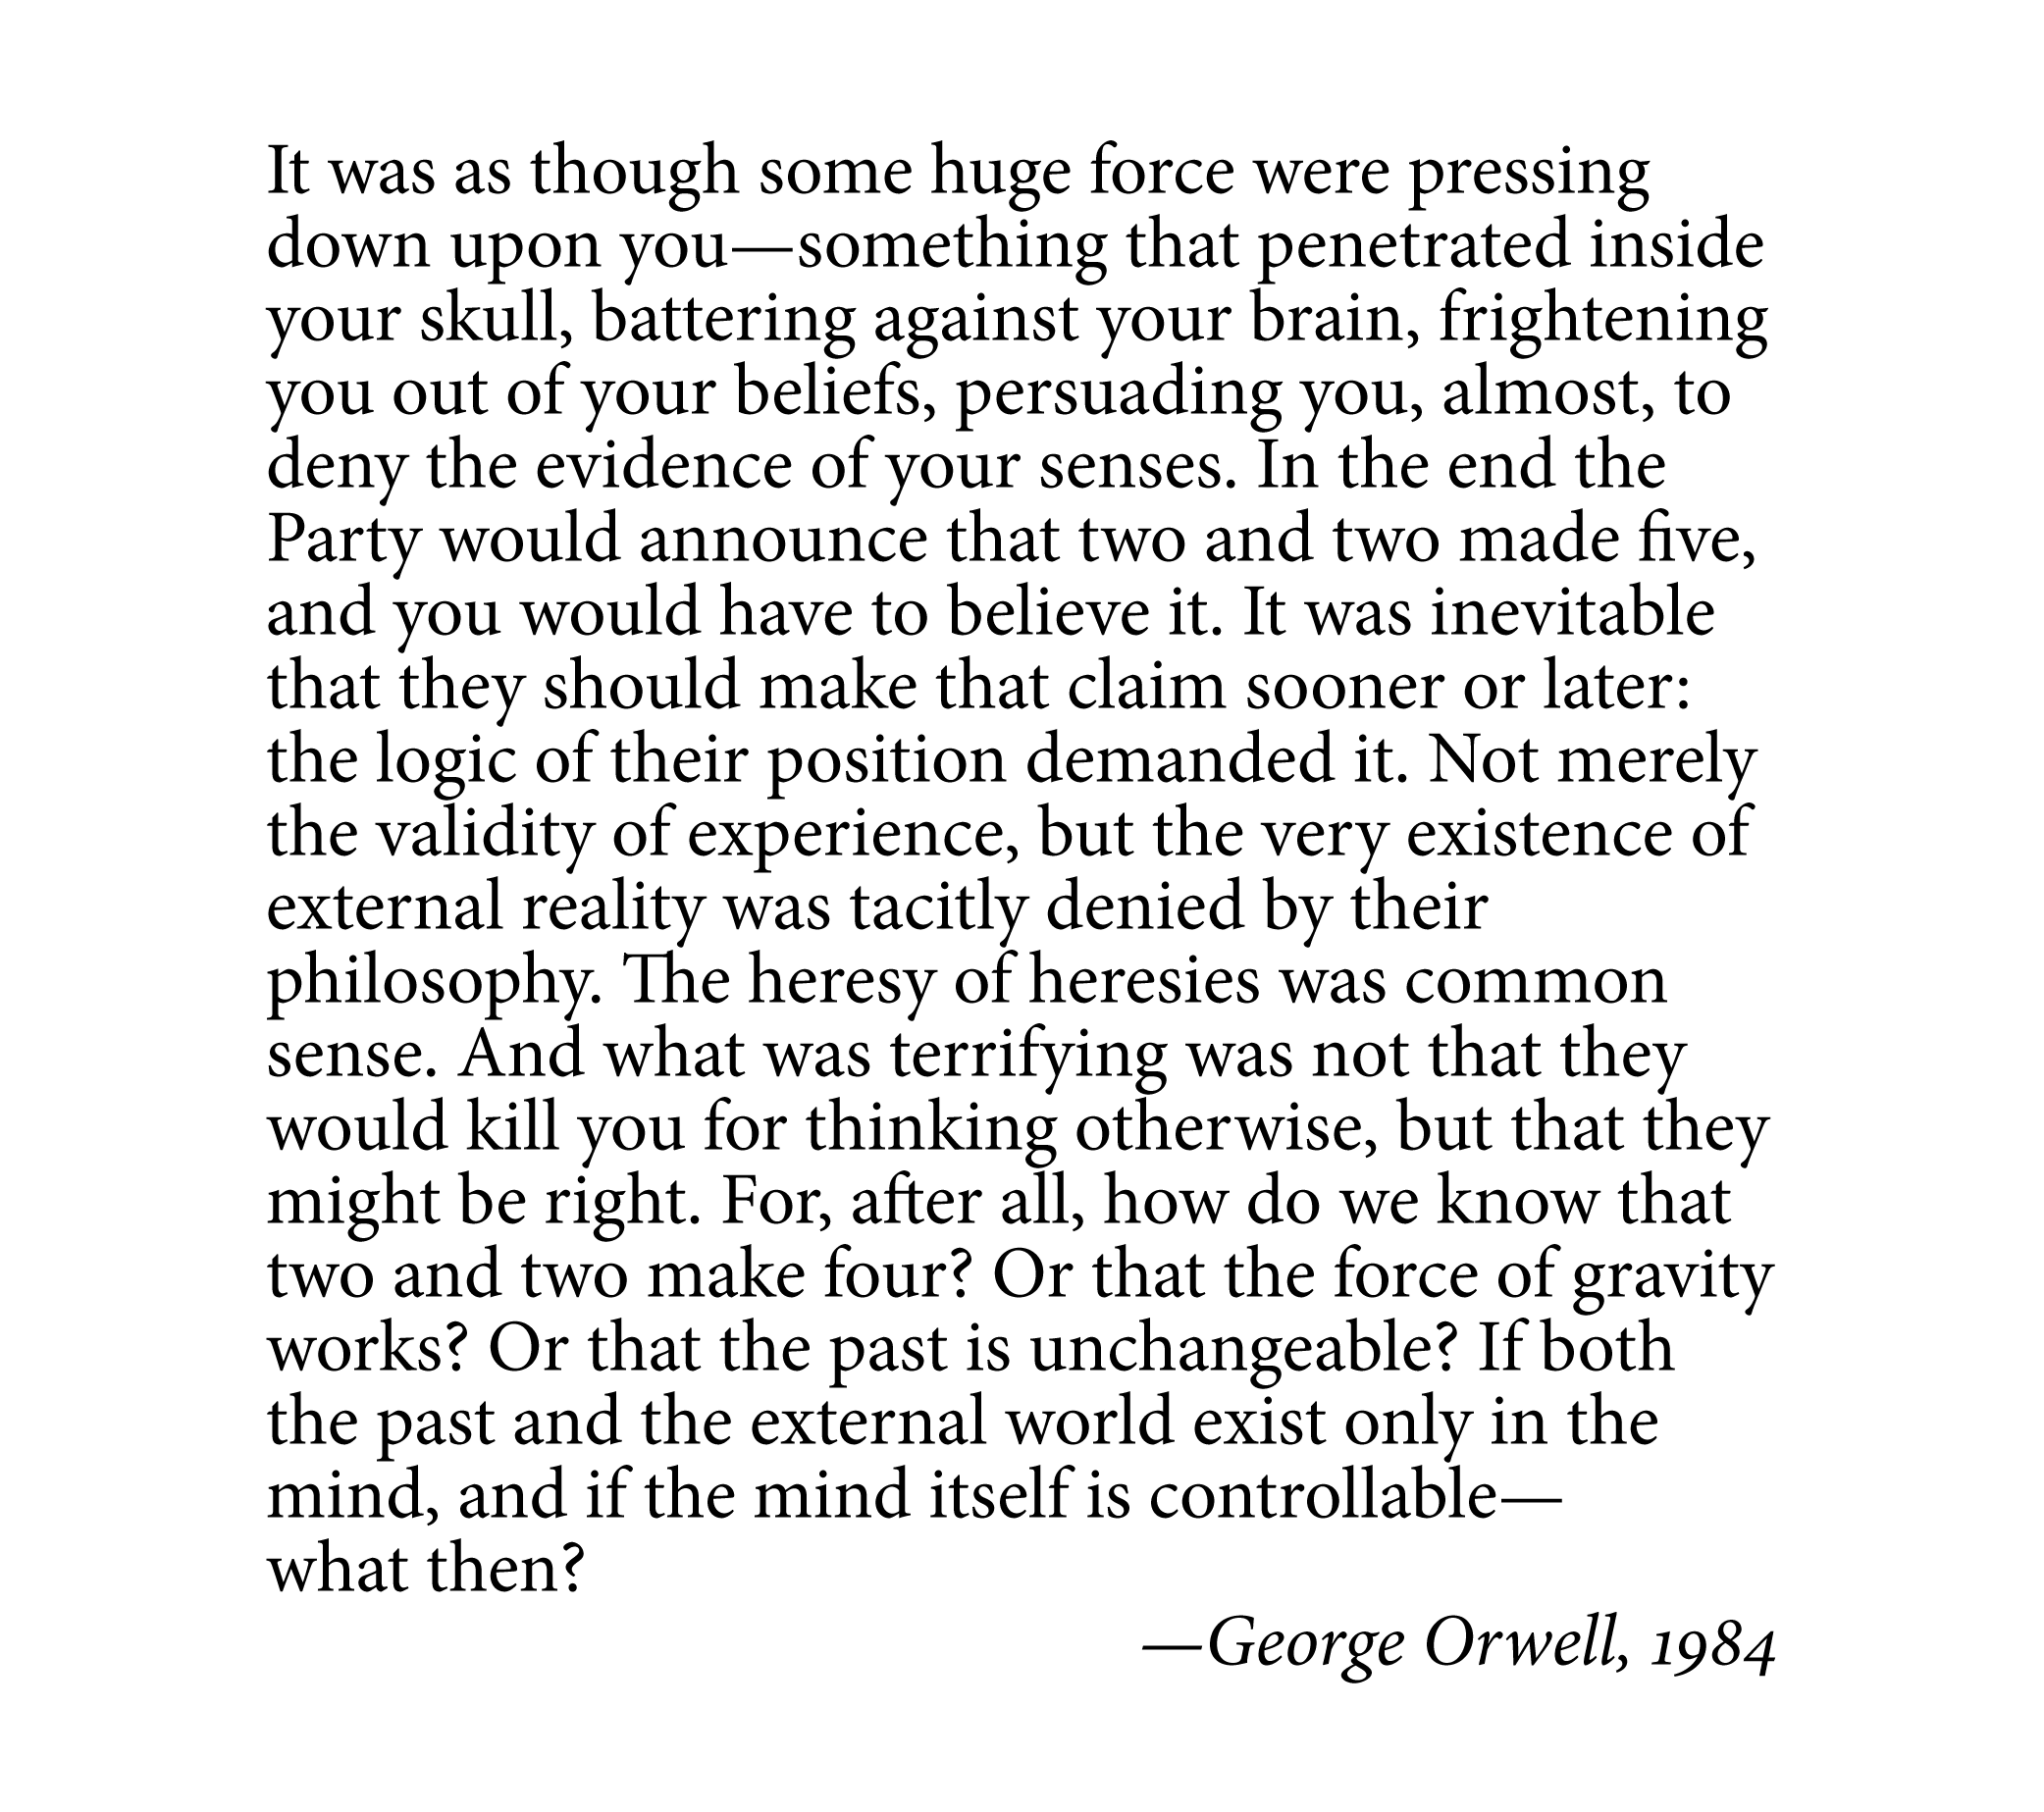 It was as though some huge force were pressing
down upon you—something that penetrated inside
your skull, battering against your brain, frightening
you out of your beliefs, persuading you, almost, to
deny the evidence of your senses. In the end the
Party would announce that two and two made five,
and you would have to believe it. It was inevitable
that they should make that claim sooner or later:
the logic of their position demanded it. Not merely
the validity of experience, but the very existence of
external reality was tacitly denied by their
philosophy. The heresy of heresies was common
sense. And what was terrifying was not that they
would kill you for thinking otherwise, but that they
might be right. For, after all, how do we know that
two and two make four? Or that the force of gravity
works? Or that the past is unchangeable? If both
the past and the external world exist only in the
mind, and if the mind itself is controllable—
what then?
—George Orwell, 1984